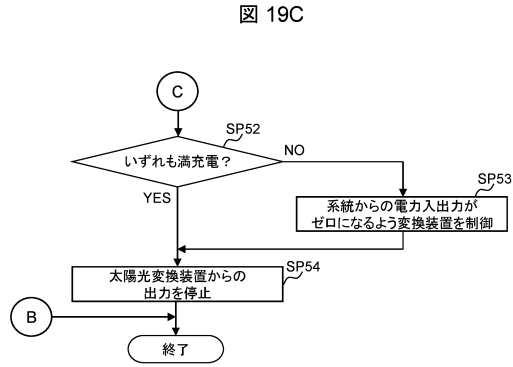 図 19C
C
SP52
いずれも満充電？
NO
YES
SP53
系統からの電力入出力が
ゼロになるよう変換装置を制御
SP54
太陽光変換装置からの
出力を停止
B
終了